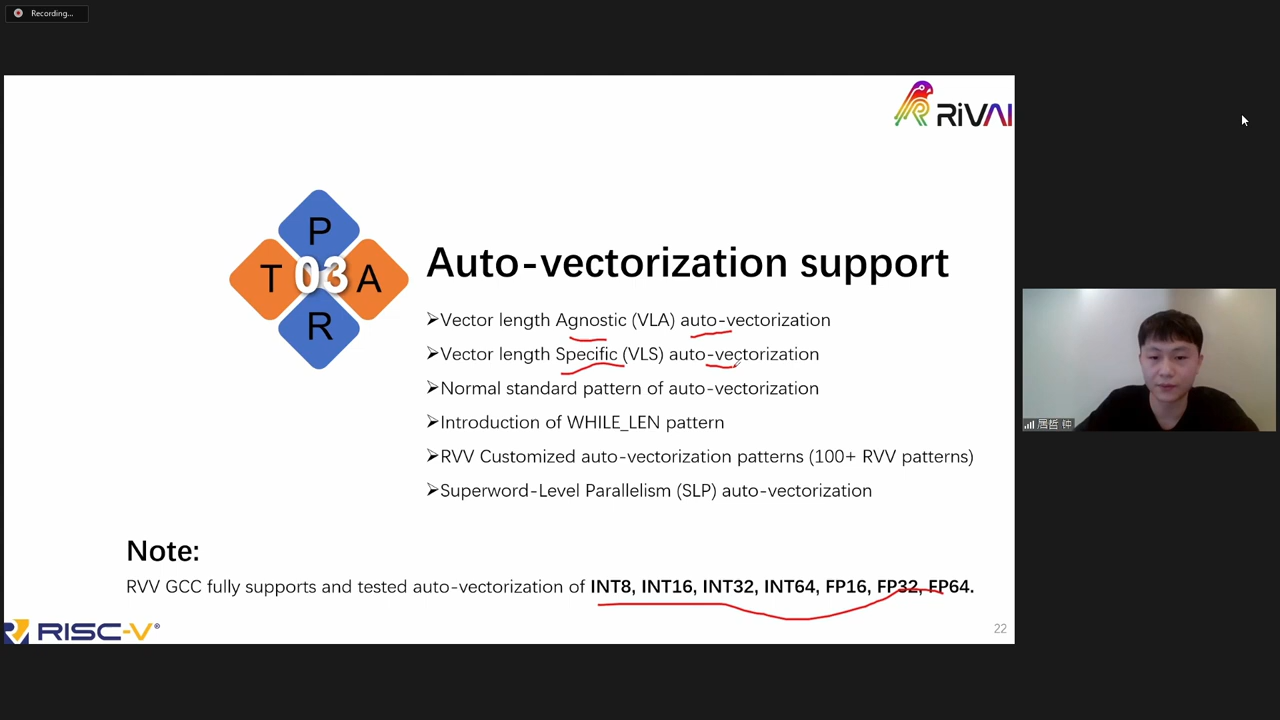 Recording...
RiVAI
P
T 03 A
R
Auto-vectorization support
➢Vector length Agnostic (VLA) auto-vectorization
➢Vector length Specific (VLS) auto-vectorization
➢Normal standard pattern of auto-vectorization
➢Introduction of WHILE_LEN pattern
➢RVV Customized auto-vectorization patterns (100+ RVV patterns)
➢Superword-Level Parallelism (SLP) auto-vectorization
Note:
RVV GCC fully supports and tested auto-vectorization of INT8, INT16, INT32, INT64, FP16, FP32, FP64.
RISC-V®
22
居哲 钟